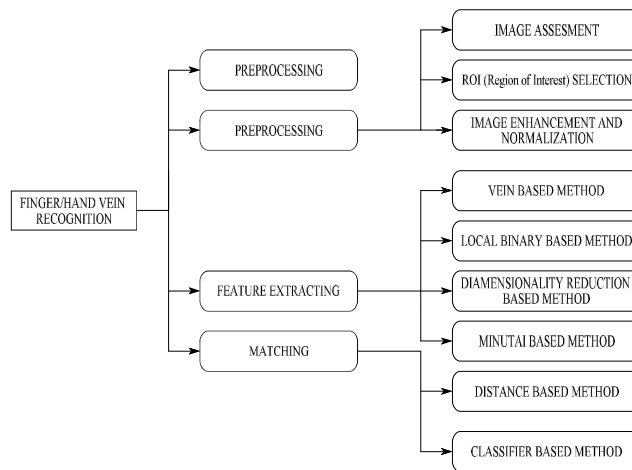 IMAGE ASSESMENT
PREPROCESSING
ROI (Region of Interest) SELECTION
PREPROCESSING
IMAGE ENHANCEMENT AND
NORMALIZATION
VEIN BASED METHOD
FINGER/HAND VEIN
RECOGNITION
LOCAL BINARY BASED METHOD
FEATURE EXTRACTING
DIAMENSIONALITY REDUCTION
BASED METHOD
MATCHING
MINUTAI BASED METHOD
DISTANCE BASED METHOD
CLASSIFIER BASED METHOD